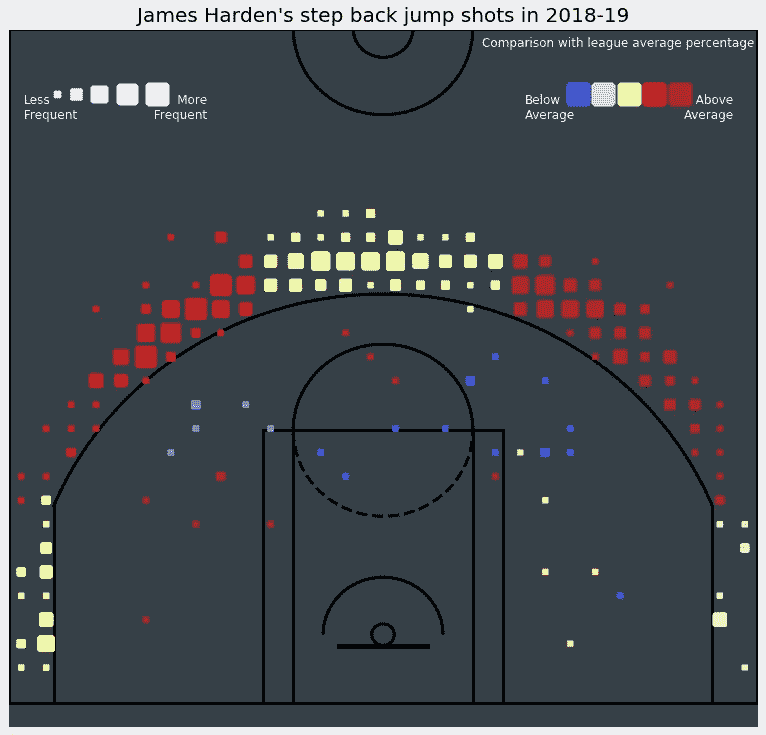 James Harden's step back jump shots in 2018-19
Comparison with league average percentage
Less
Frequent
More
Frequent
Below
Average
Above
Average